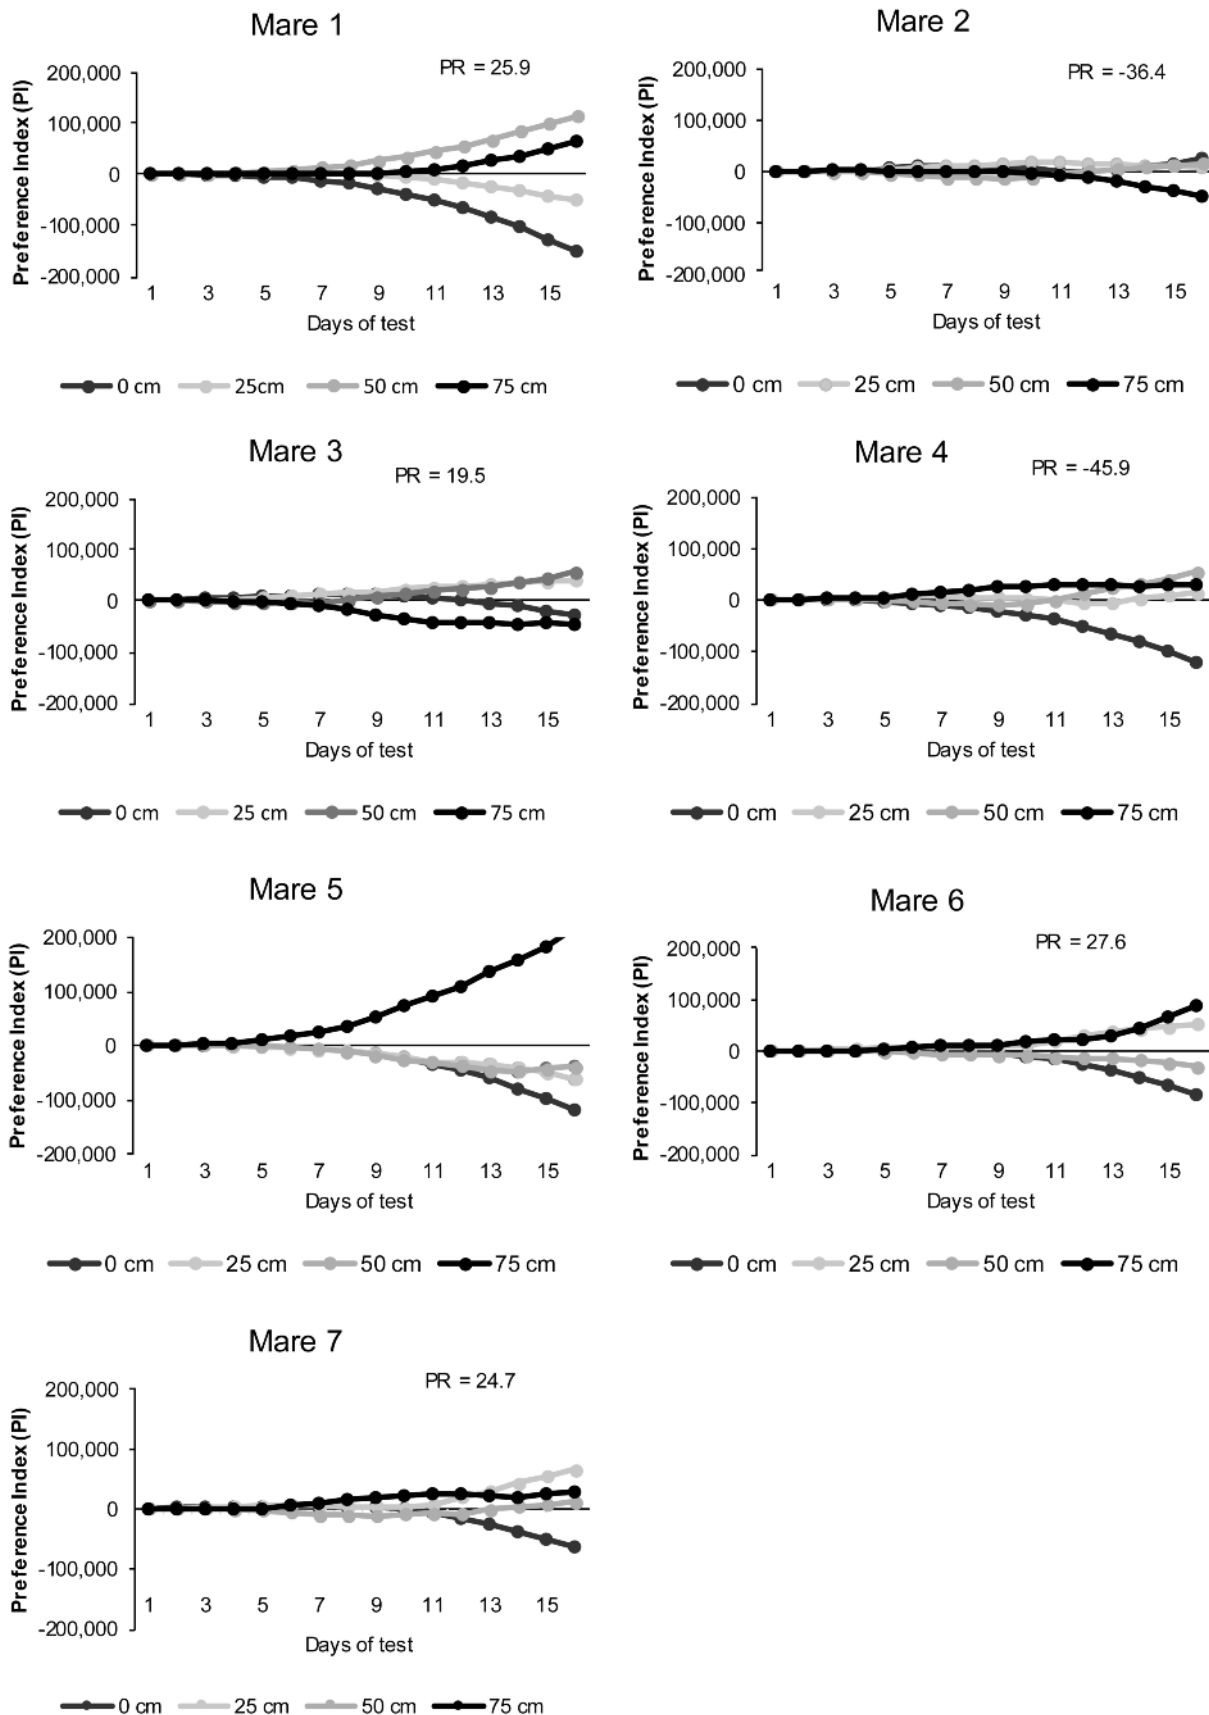 Mare 1
PR = 25.9
Preference Index (PI)
200,000
100,000
0
-100,000
-200,000
1 3 5 7 9 11 13 15
Days of test
0 cm 25cm 50 cm 75 cm
Mare 2
PR = -36.4
Preference Index (PI)
200,000
100,000
0
-100,000
-200,000
1 3 5 7 9 11 13 15
Days of test
0 cm 25 cm 50 cm 75 cm
Mare 3
PR = 19.5
Preference Index (PI)
200,000
100,000
0
-100,000
-200,000
1 3 5 7 9 11 13 15
Days of test
0 cm 25 cm 50 cm 75 cm
Mare 4
PR = -45.9
Preference Index (PI)
200,000
100,000
0
-100,000
-200,000
1 3 5 7 9 11 13 15
Days of test
0 cm 25 cm 50 cm 75 cm
Mare 5
Preference Index (PI)
200,000
100,000
0
-100,000
-200,000
1 3 5 7 9 11 13 15
Days of test
0 cm 25 cm 50 cm 75 cm
Mare 6
PR = 27.6
Preference Index (PI)
200,000
100,000
0
-100,000
-200,000
1 3 5 7 9 11 13 15
Days of test
0 cm 25 cm 50 cm 75 cm
Mare 7
PR = 24.7
Preference Index (PI)
200,000
100,000
0
-100,000
-200,000
1 3 5 7 9 11 13 15
Days of test
0 cm 25 cm 50 cm 75 cm